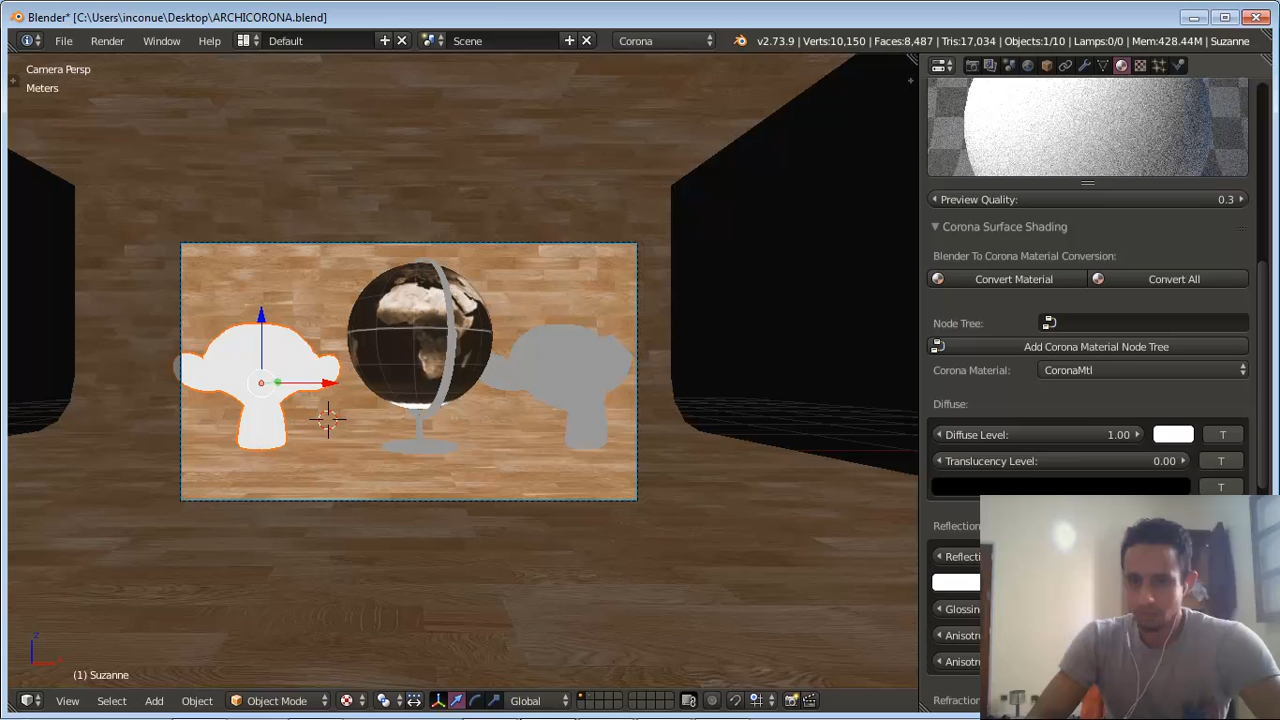 Blender* [C:\Users\inconue\Desktop\ARCHICORONA.blend]
File Render Window Help Default Scene Corona v2.73.9 | Verts:10,150 | Faces:8,487 | Tris:17,034 | Objects:1/10 | Lamps:0/0 | Mem:428.44M | Suzanne
Camera Persp
Meters
Preview Quality: 0.3
Corona Surface Shading
Blender To Corona Material Conversion:
Convert Material Convert All
Node Tree:
Add Corona Material Node Tree
Corona Material: CoronaMtl
Diffuse:
Diffuse Level: 1.00 T
Translucency Level: 0.00 T
T
Reflection
Reflecti
Glossin
Anisotr
Anisotr
Refraction
z
(1) Suzanne
View Select Add Object Object Mode Global